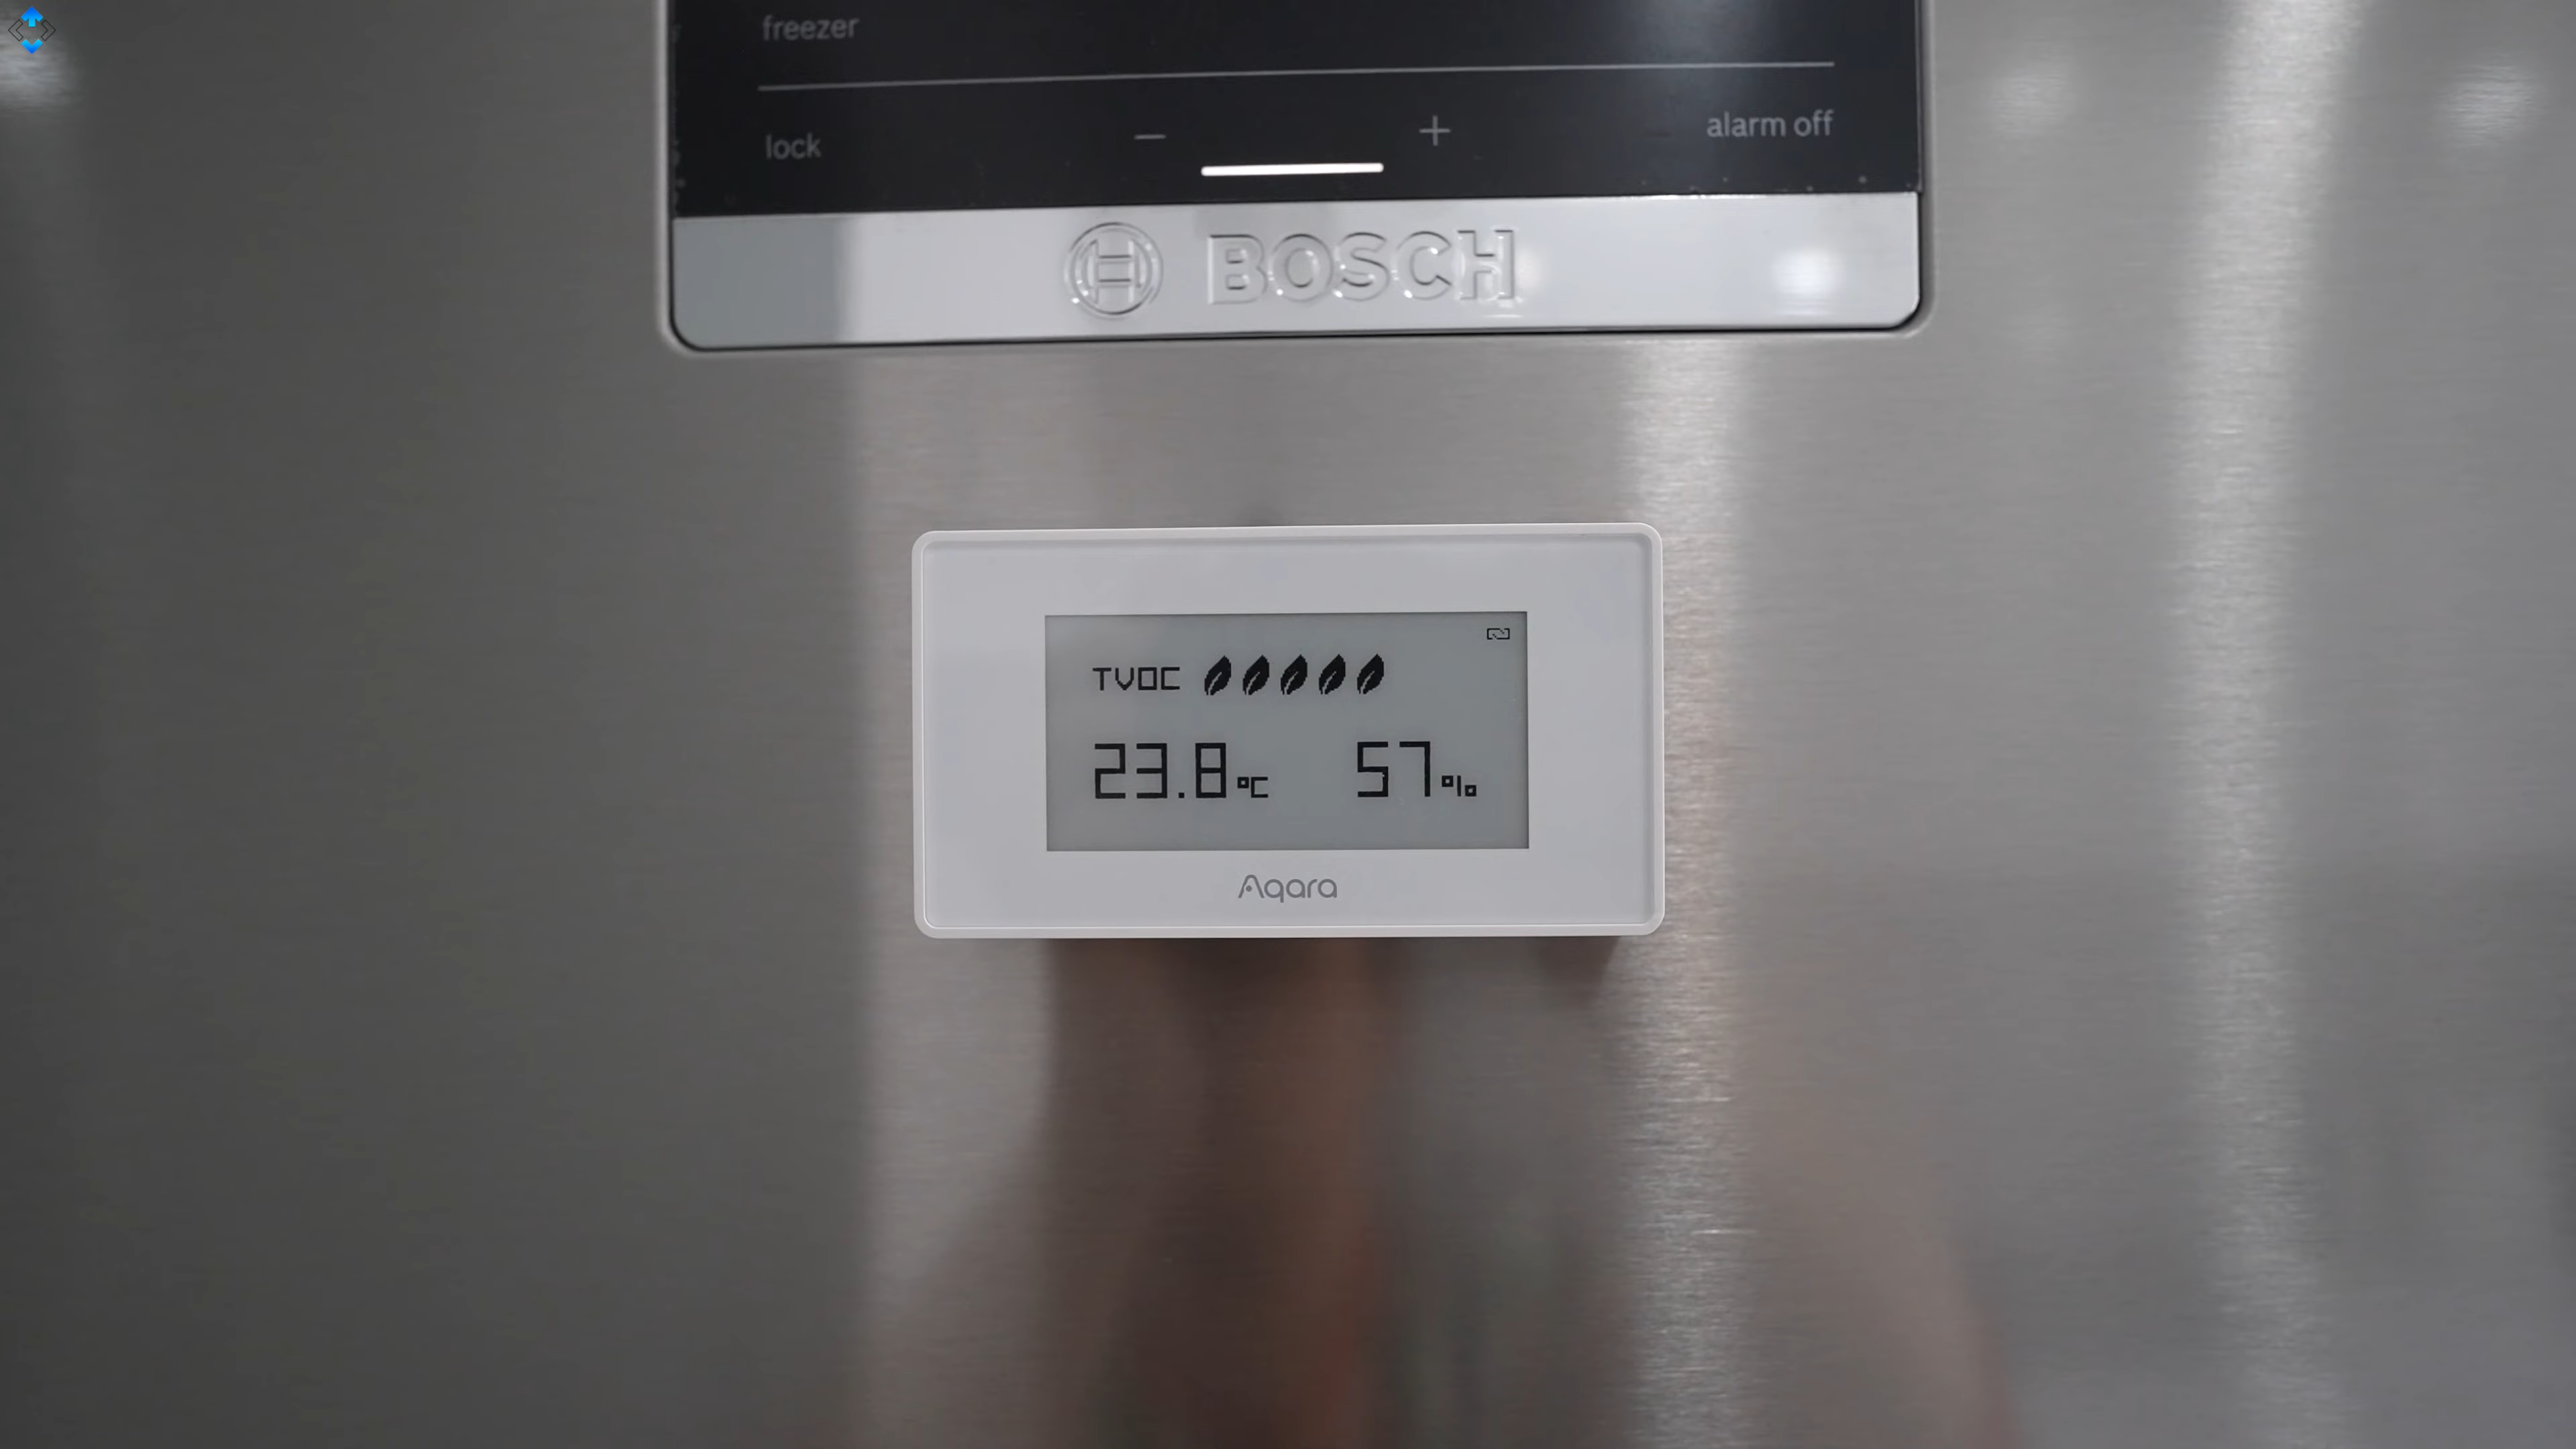 freezer
lock − + alarm off
BOSCH
TVOC
23.8°C 57%
Aqara